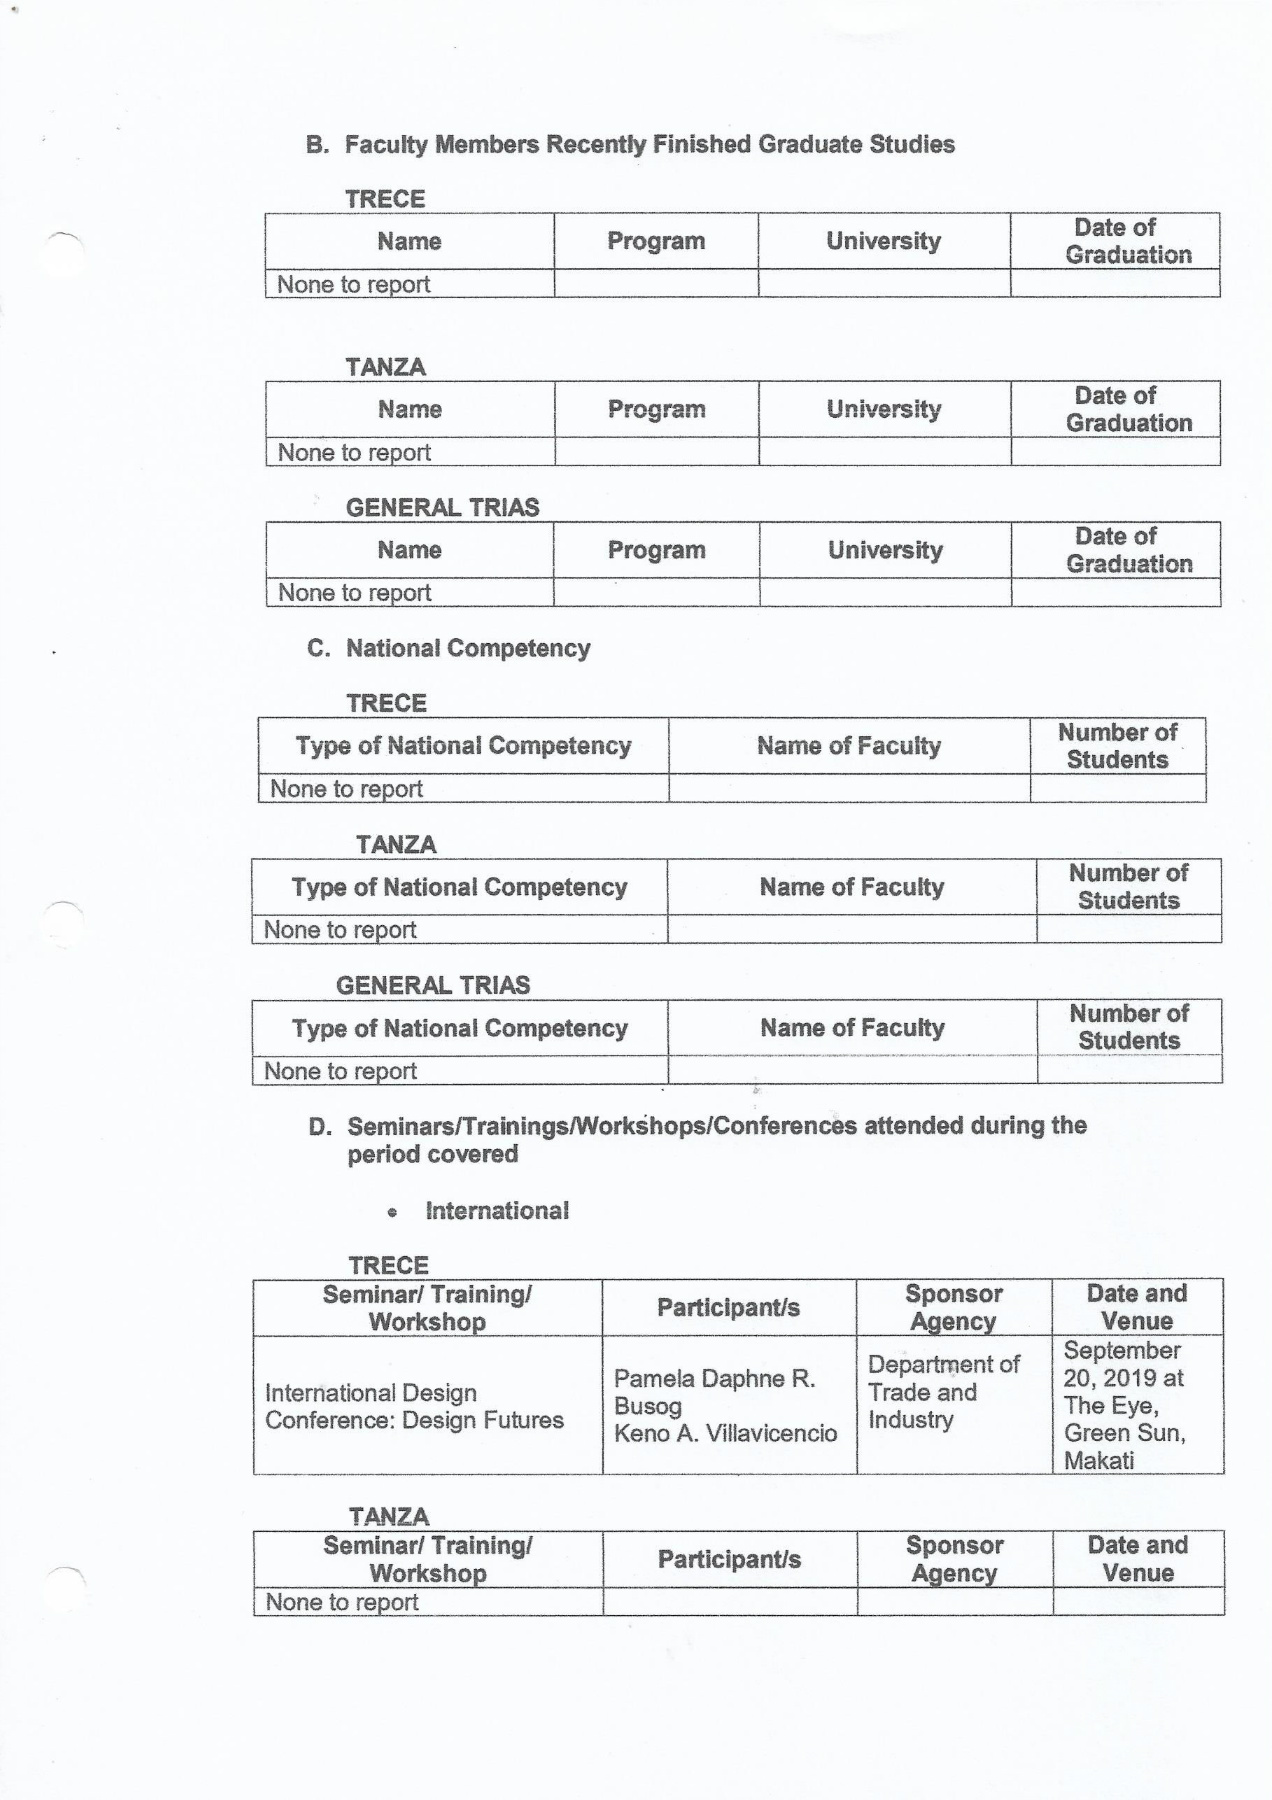 B. Faculty Members Recently Finished Graduate Studies
TRECE
Name Program University Date of
Graduation
None to report
TANZA
Name Program University Date of
Graduation
None to report
GENERAL TRIAS
Name Program University Date of
Graduation
None to report
C. National Competency
TRECE
Type of National Competency Name of Faculty Number of
Students
None to report
TANZA
Type of National Competency Name of Faculty Number of
Students
None to report
GENERAL TRIAS
Type of National Competency Name of Faculty Number of
Students
None to report
D. Seminars/Trainings/Workshops/Conferences attended during the
period covered
• International
TRECE
Seminar/ Training/
Workshop
Participant/s
Sponsor
Agency
Date and
Venue
International Design
Conference: Design Futures
Pamela Daphne R.
Busog
Keno A. Villavicencio
Department of
Trade and
Industry
September
20, 2019 at
The Eye,
Green Sun,
Makati
TANZA
Seminar/ Training/
Workshop
Participant/s
Sponsor
Agency
Date and
Venue
None to report